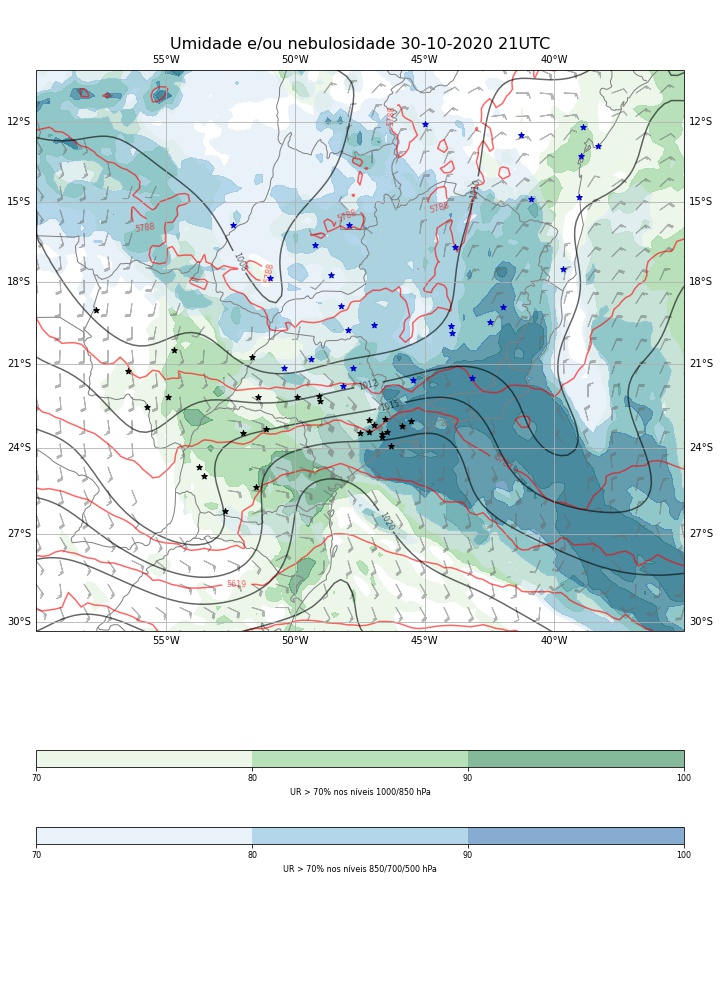 Umidade e/ou nebulosidade 30-10-2020 21UTC
55°W 50°W 45°W 40°W
12°S 12°S
15°S 15°S
18°S 18°S
21°S 21°S
24°S 24°S
27°S 27°S
30°S 30°S
5788
5788
5788
1010
1012
1015
1020
5619
55°W 50°W 45°W 40°W
70 80 90 100
UR > 70% nos níveis 1000/850 hPa
70 80 90 100
UR > 70% nos níveis 850/700/500 hPa